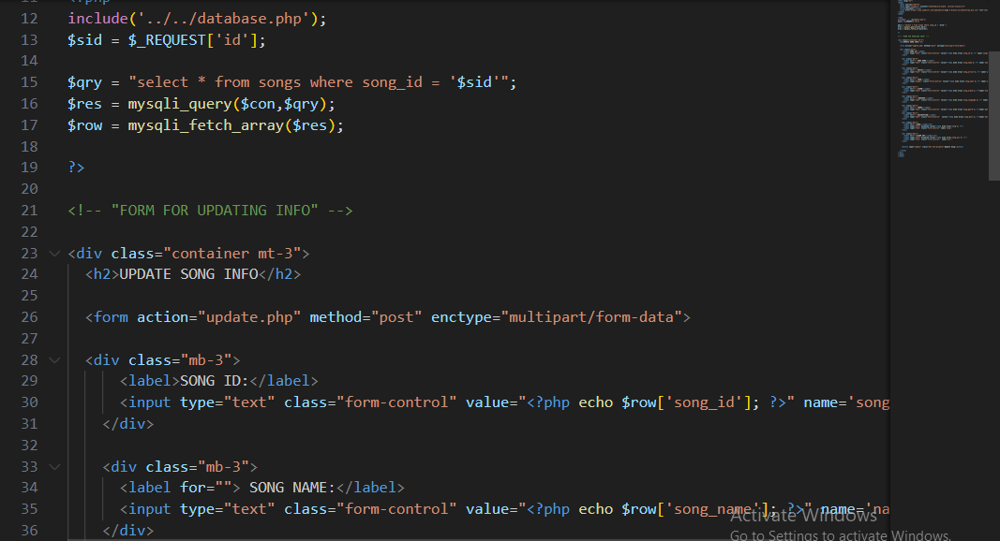 11 <?php
12 include('../../database.php');
13 $sid = $_REQUEST['id'];
14
15 $qry = "select * from songs where song_id = '$sid'";
16 $res = mysqli_query($con,$qry);
17 $row = mysqli_fetch_array($res);
18
19 ?>
20
21 <!-- "FORM FOR UPDATING INFO" -->
22
23 <div class="container mt-3">
24 <h2>UPDATE SONG INFO</h2>
25
26 <form action="update.php" method="post" enctype="multipart/form-data">
27
28 <div class="mb-3">
29 <label>SONG ID:</label>
30 <input type="text" class="form-control" value="<?php echo $row['song_id']; ?>" name='song
31 </div>
32
33 <div class="mb-3">
34 <label for=""> SONG NAME:</label>
35 <input type="text" class="form-control" value="<?php echo $row['song_name']; ?>" name='na
36 </div>
Activate Windows
Go to Settings to activate Windows.